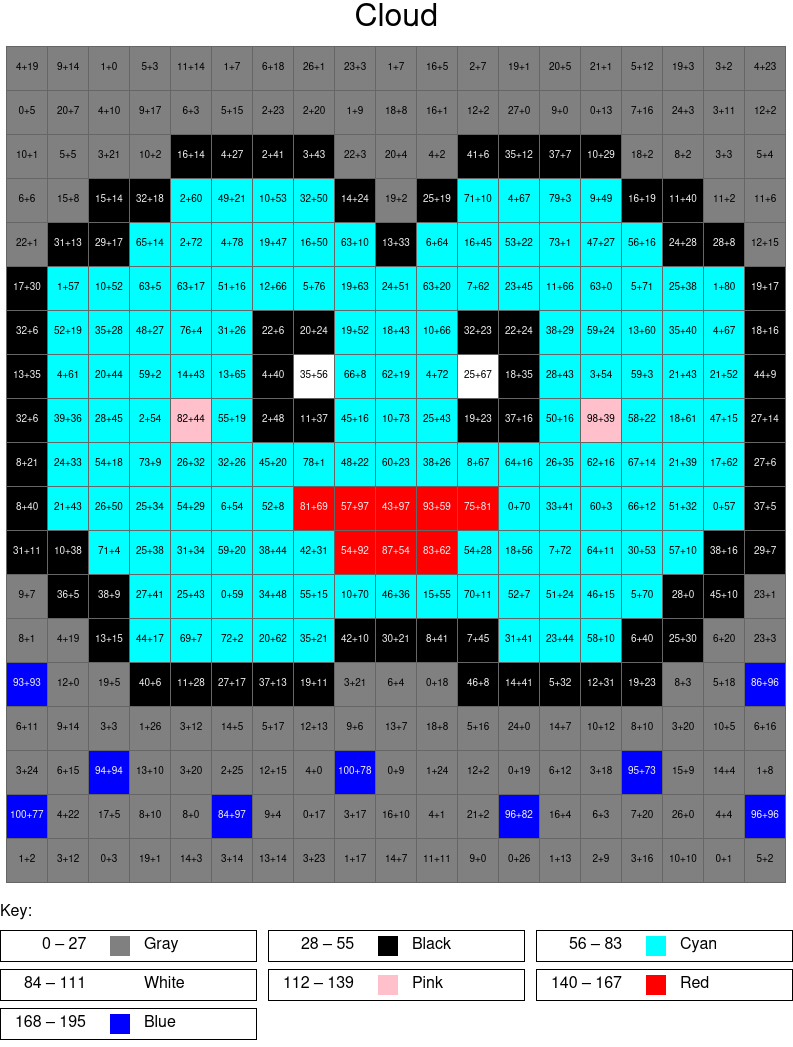 Cloud
4+19 9+14 1+0 5+3 11+14 1+7 6+18 26+1 23+3 1+7 16+5 2+7 19+1 20+5 21+1 5+12 19+3 3+2 4+23
0+5 20+7 4+10 9+17 6+3 5+15 2+23 2+20 1+9 18+8 16+1 12+2 27+0 9+0 0+13 7+16 24+3 3+11 12+2
10+1 5+5 3+21 10+2 16+14 4+27 2+41 3+43 22+3 20+4 4+2 41+6 35+12 37+7 10+29 18+2 8+2 3+3 5+4
6+6 15+8 15+14 32+18 2+60 49+21 10+53 32+50 14+24 19+2 25+19 71+10 4+67 79+3 9+49 16+19 11+40 11+2 11+6
22+1 31+13 29+17 65+14 2+72 4+78 19+47 16+50 63+10 13+33 6+64 16+45 53+22 73+1 47+27 56+16 24+28 28+8 12+15
17+30 1+57 10+52 63+5 63+17 51+16 12+66 5+76 19+63 24+51 63+20 7+62 23+45 11+66 63+0 5+71 25+38 1+80 19+17
32+6 52+19 35+28 48+27 76+4 31+26 22+6 20+24 19+52 18+43 10+66 32+23 22+24 38+29 59+24 13+60 35+40 4+67 18+16
13+35 4+61 20+44 59+2 14+43 13+65 4+40 35+56 66+8 62+19 4+72 25+67 18+35 28+43 3+54 59+3 21+43 21+52 44+9
32+6 39+36 28+45 2+54 82+44 55+19 2+48 11+37 45+16 10+73 25+43 19+23 37+16 50+16 98+39 58+22 18+61 47+15 27+14
8+21 24+33 54+18 73+9 26+32 32+26 45+20 78+1 48+22 60+23 38+26 8+67 64+16 26+35 62+16 67+14 21+39 17+62 27+6
8+40 21+43 26+50 25+34 54+29 6+54 52+8 81+69 57+97 43+97 93+59 75+81 0+70 33+41 60+3 66+12 51+32 0+57 37+5
31+11 10+38 71+4 25+38 31+34 59+20 38+44 42+31 54+92 87+54 83+62 54+28 18+56 7+72 64+11 30+53 57+10 38+16 29+7
9+7 36+5 38+9 27+41 25+43 0+59 34+48 55+15 10+70 46+36 15+55 70+11 52+7 51+24 46+15 5+70 28+0 45+10 23+1
8+1 4+19 13+15 44+17 69+7 72+2 20+62 35+21 42+10 30+21 8+41 7+45 31+41 23+44 58+10 6+40 25+30 6+20 23+3
93+93 12+0 19+5 40+6 11+28 27+17 37+13 19+11 3+21 6+4 0+18 46+8 14+41 5+32 12+31 19+23 8+3 5+18 86+96
6+11 9+14 3+3 1+26 3+12 14+5 5+17 12+13 9+6 13+7 18+8 5+16 24+0 14+7 10+12 8+10 3+20 10+5 6+16
3+24 6+15 94+94 13+10 3+20 2+25 12+15 4+0 100+78 0+9 1+24 12+2 0+19 6+12 3+18 95+73 15+9 14+4 1+8
100+77 4+22 17+5 8+10 8+0 84+97 9+4 0+17 3+17 16+10 4+1 21+2 96+82 16+4 6+3 7+20 26+0 4+4 96+96
1+2 3+12 0+3 19+1 14+3 3+14 13+14 3+23 1+17 14+7 11+11 9+0 0+26 1+13 2+9 3+16 10+10 0+1 5+2
Key:
0 – 27 Gray 28 – 55 Black 56 – 83 Cyan
84 – 111 White 112 – 139 Pink 140 – 167 Red
168 – 195 Blue